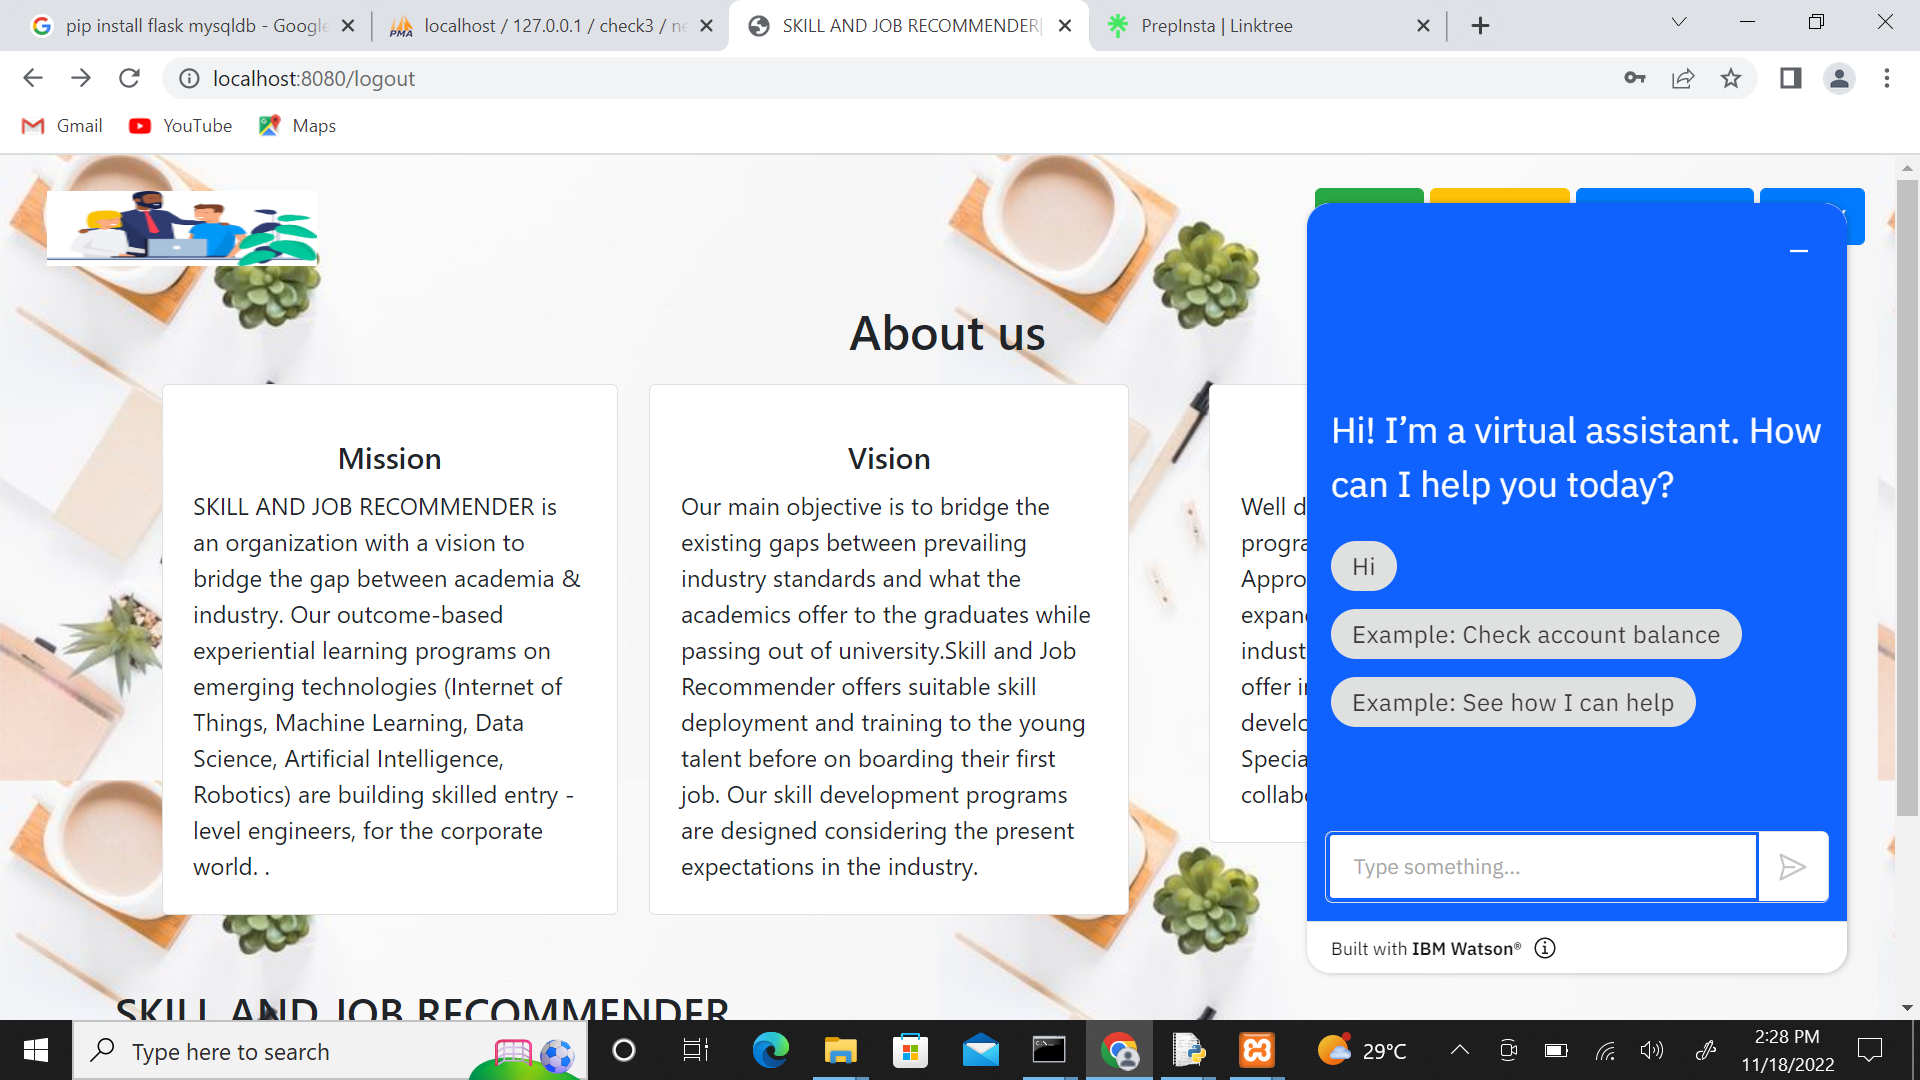 pip install flask mysqldb - Google
localhost / 127.0.0.1 / check3 / ne
SKILL AND JOB RECOMMENDER|
PrepInsta | Linktree
localhost:8080/logout
Gmail
YouTube
Maps
About us
Mission
SKILL AND JOB RECOMMENDER is
an organization with a vision to
bridge the gap between academia &
industry. Our outcome-based
experiential learning programs on
emerging technologies (Internet of
Things, Machine Learning, Data
Science, Artificial Intelligence,
Robotics) are building skilled entry -
level engineers, for the corporate
world. .
Vision
Our main objective is to bridge the
existing gaps between prevailing
industry standards and what the
academics offer to the graduates while
passing out of university.Skill and Job
Recommender offers suitable skill
deployment and training to the young
talent before on boarding their first
job. Our skill development programs
are designed considering the present
expectations in the industry.
Well d
progra
Appro
expan
indust
offer i
develo
Specia
collab
Hi! I’m a virtual assistant. How
can I help you today?
Hi
Example: Check account balance
Example: See how I can help
Type something...
Built with IBM Watson®
SKILL AND JOB RECOMMENDER
Type here to search
29°C
2:28 PM
11/18/2022